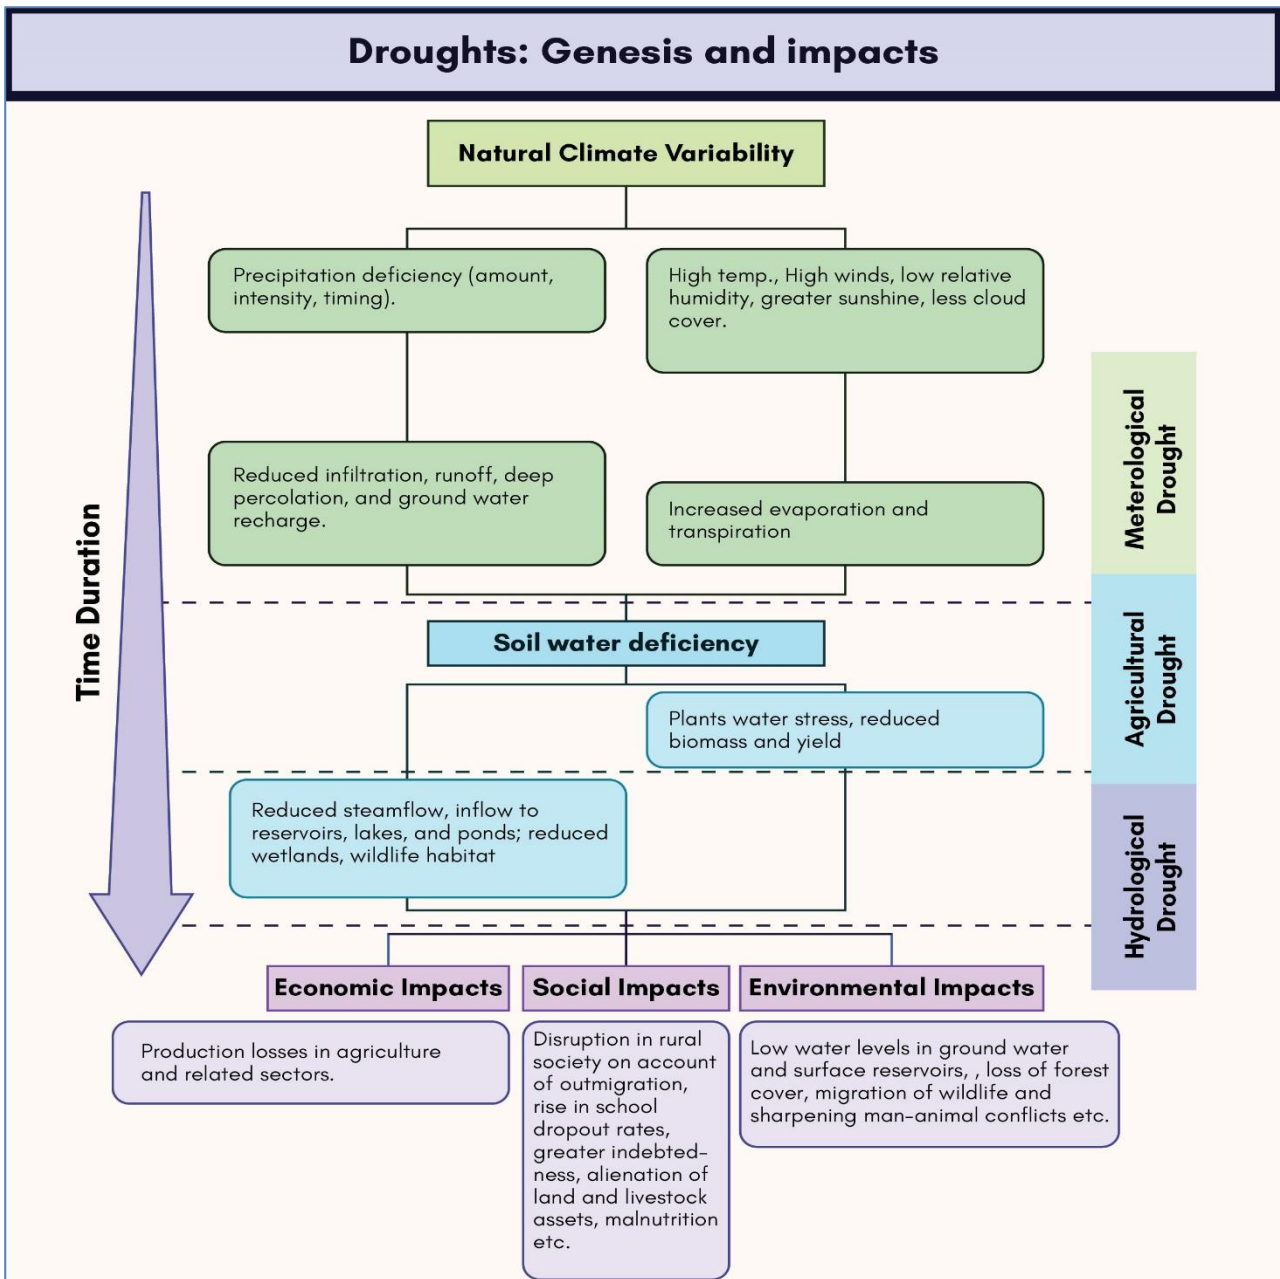 Droughts: Genesis and impacts
Natural Climate Variability
Precipitation deficiency (amount,
intensity, timing).
High temp., High winds, low relative
humidity, greater sunshine, less cloud
cover.
Reduced infiltration, runoff, deep
percolation, and ground water
recharge.
Increased evaporation and
transpiration
Meterological
Drought
Time Duration
Soil water deficiency
Plants water stress, reduced
biomass and yield
Agricultural
Drought
Reduced steamflow, inflow to
reservoirs, lakes, and ponds; reduced
wetlands, wildlife habitat
Hydrological
Drought
Economic Impacts
Production losses in agriculture
and related sectors.
Social Impacts
Disruption in rural
society on account
of outmigration,
rise in school
dropout rates,
greater indebted-
ness, alienation of
land and livestock
assets, malnutrition
etc.
Environmental Impacts
Low water levels in ground water
and surface reservoirs, , loss of forest
cover, migration of wildlife and
sharpening man-animal conflicts etc.